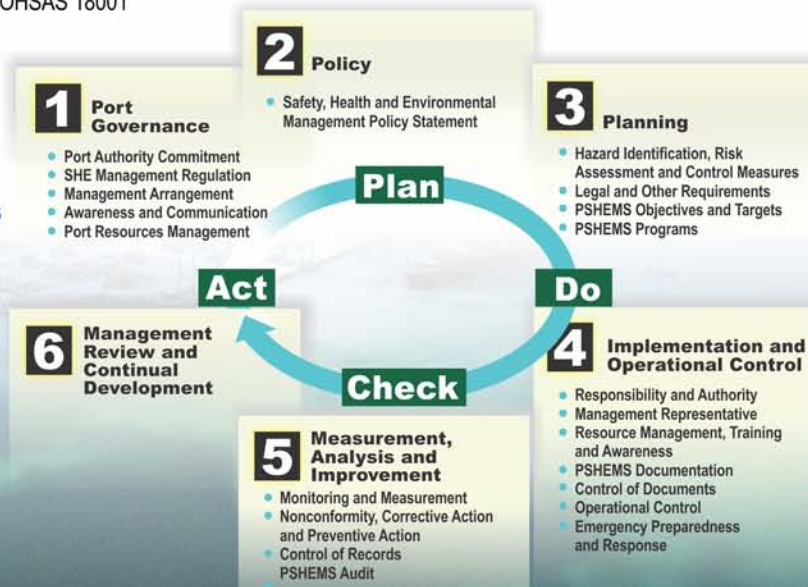 OHSAS 18001
1 Port
Governance
Port Authority Commitment
SHE Management Regulation
Management Arrangement
Awareness and Communication
Port Resources Management
2 Policy
Safety, Health and Environmental
Management Policy Statement
3 Planning
Hazard Identification, Risk
Assessment and Control Measures
Legal and Other Requirements
PSHEMS Objectives and Targets
PSHEMS Programs
Plan
Do
Check
Act
4 Implementation and
Operational Control
Responsibility and Authority
Management Representative
Resource Management, Training
and Awareness
PSHEMS Documentation
Control of Documents
Operational Control
Emergency Preparedness
and Response
5 Measurement,
Analysis and
Improvement
Monitoring and Measurement
Nonconformity, Corrective Action
and Preventive Action
Control of Records
PSHEMS Audit
6 Management
Review and
Continual
Development